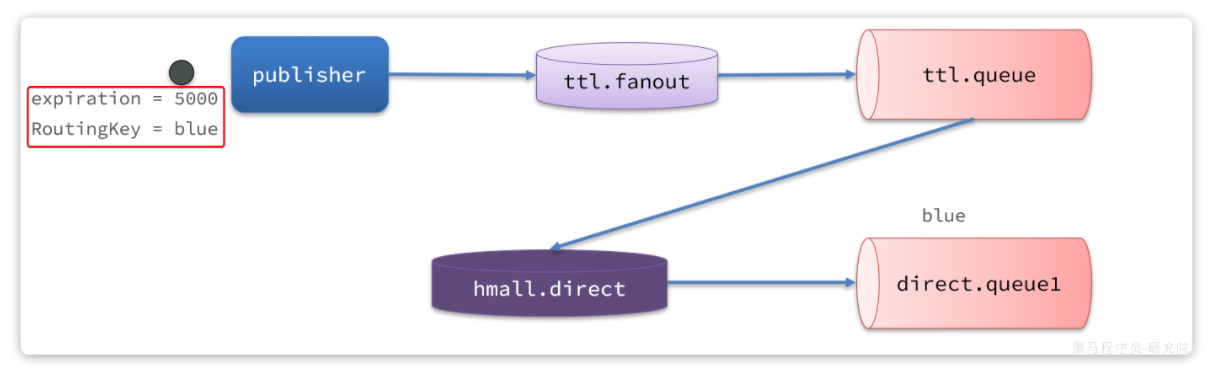 publisher
ttl.fanout
ttl.queue
expiration = 5000
RoutingKey = blue
blue
hmall.direct
direct.queue1
黑马程序员-研究院